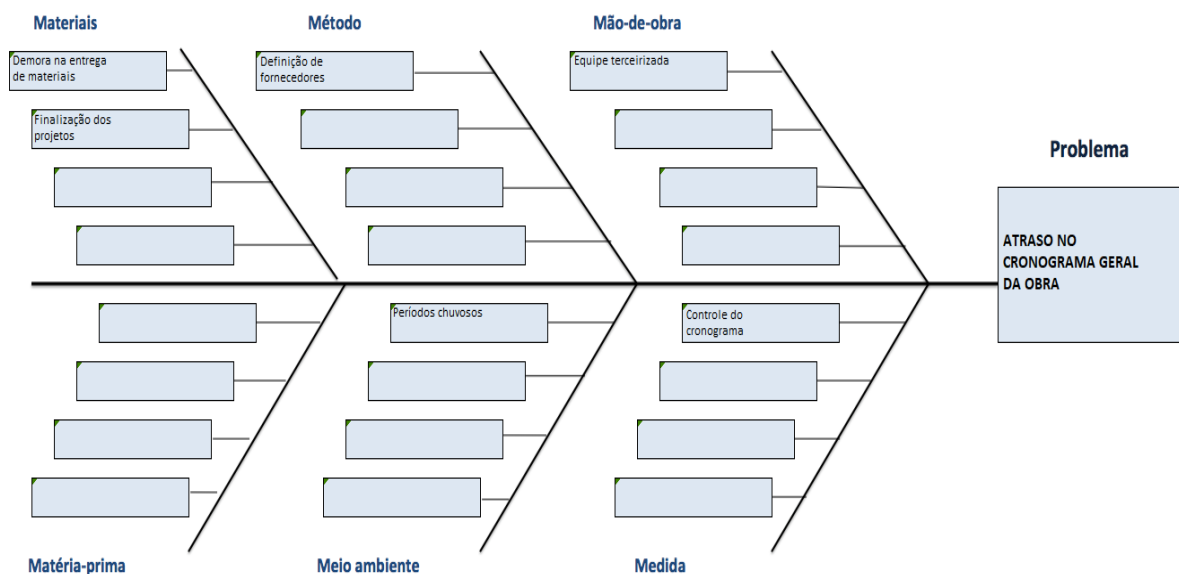 Materiais
Método
Mão-de-obra
Demora na entrega
de materiais
Definição de
fornecedores
Equipe terceirizada
Finalização dos
projetos
Problema
ATRASO NO
CRONOGRAMA GERAL
DA OBRA
Períodos chuvosos
Controle do
cronograma
Matéria-prima
Meio ambiente
Medida